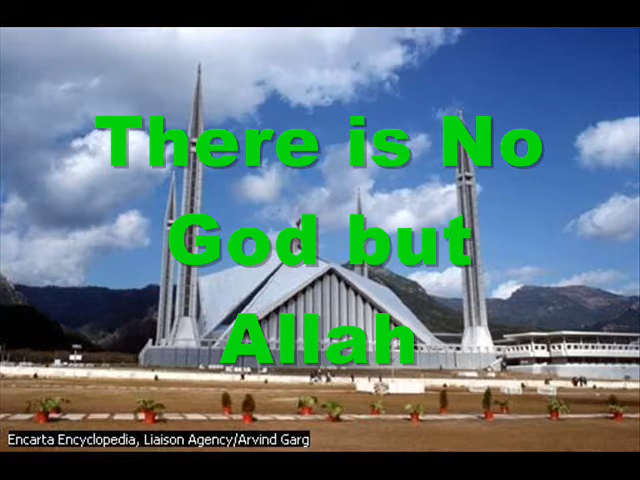 There is No
God but
Allah
Encarta Encyclopedia, Liaison Agency/Arvind Garg